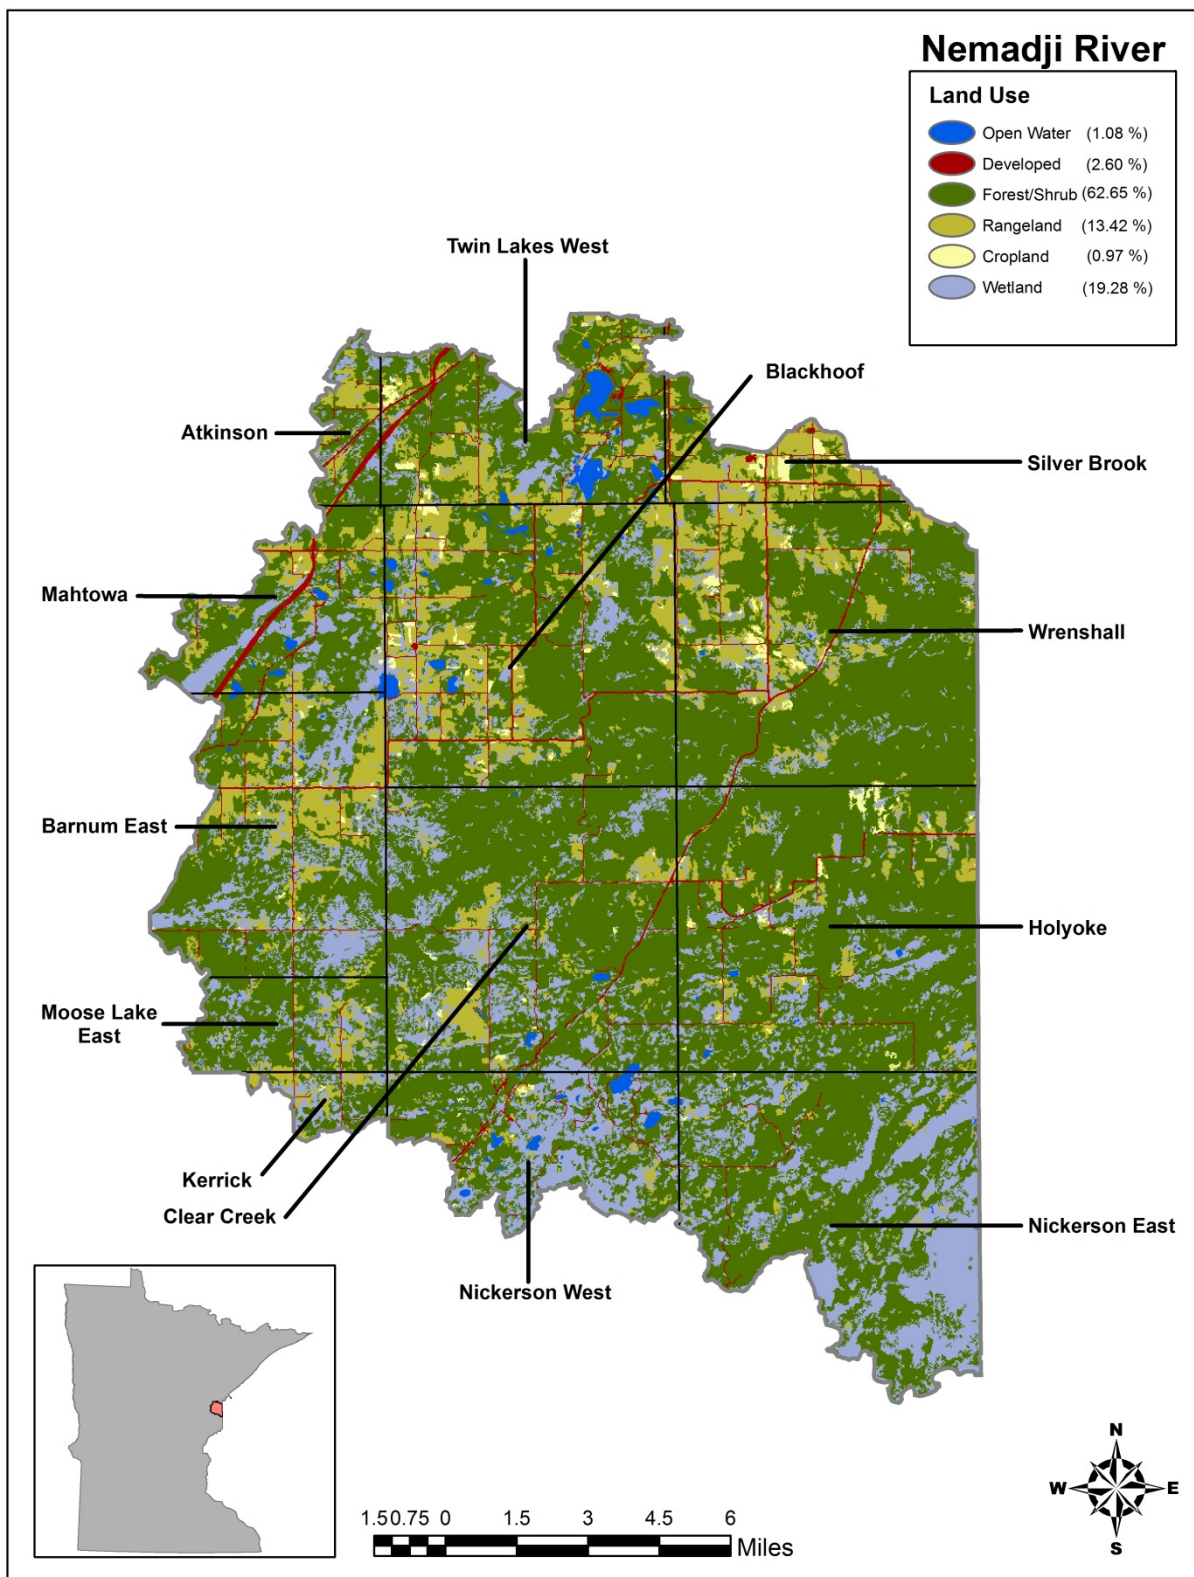 Nemadji River
Land Use
Open Water (1.08 %)
Developed (2.60 %)
Forest/Shrub (62.65 %)
Rangeland (13.42 %)
Cropland (0.97 %)
Wetland (19.28 %)
Twin Lakes West
Blackhoof
Atkinson
Silver Brook
Mahtowa
Wrenshall
Barnum East
Holyoke
Moose Lake
East
Kerrick
Clear Creek
Nickerson East
Nickerson West
N
W E
S
1.5 0.75 0 1.5 3 4.5 6
Miles